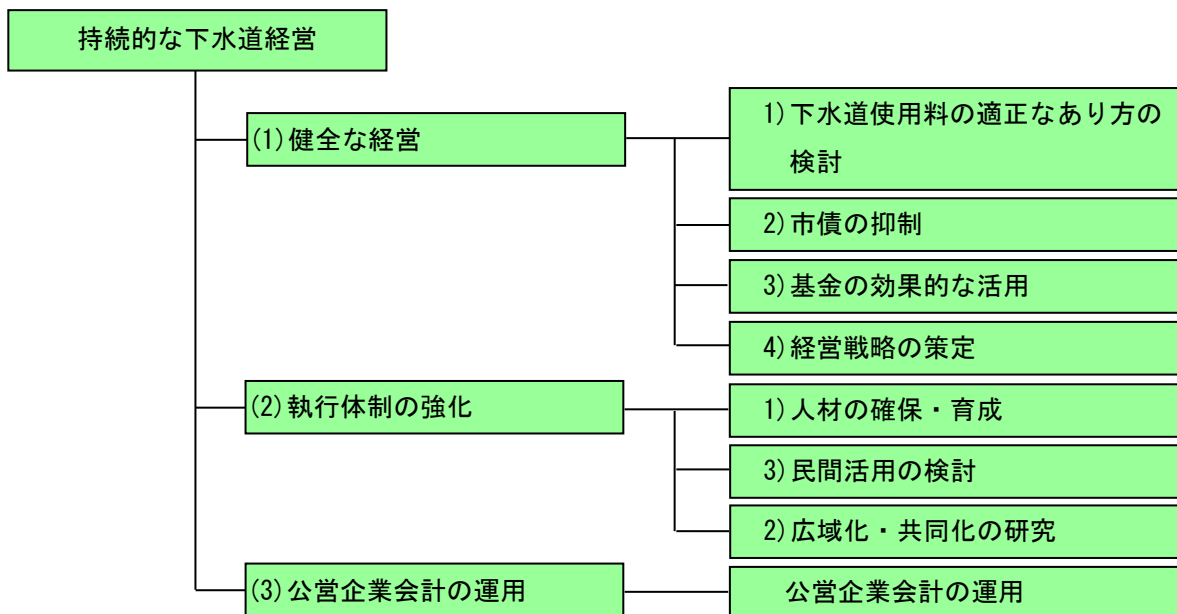 持続的な下水道経営
(1)健全な経営
1)下水道使用料の適正なあり方の
検討
2)市債の抑制
3)基金の効果的な活用
4)経営戦略の策定
(2)執行体制の強化
1)人材の確保・育成
3)民間活用の検討
2)広域化・共同化の研究
(3)公営企業会計の運用
公営企業会計の運用